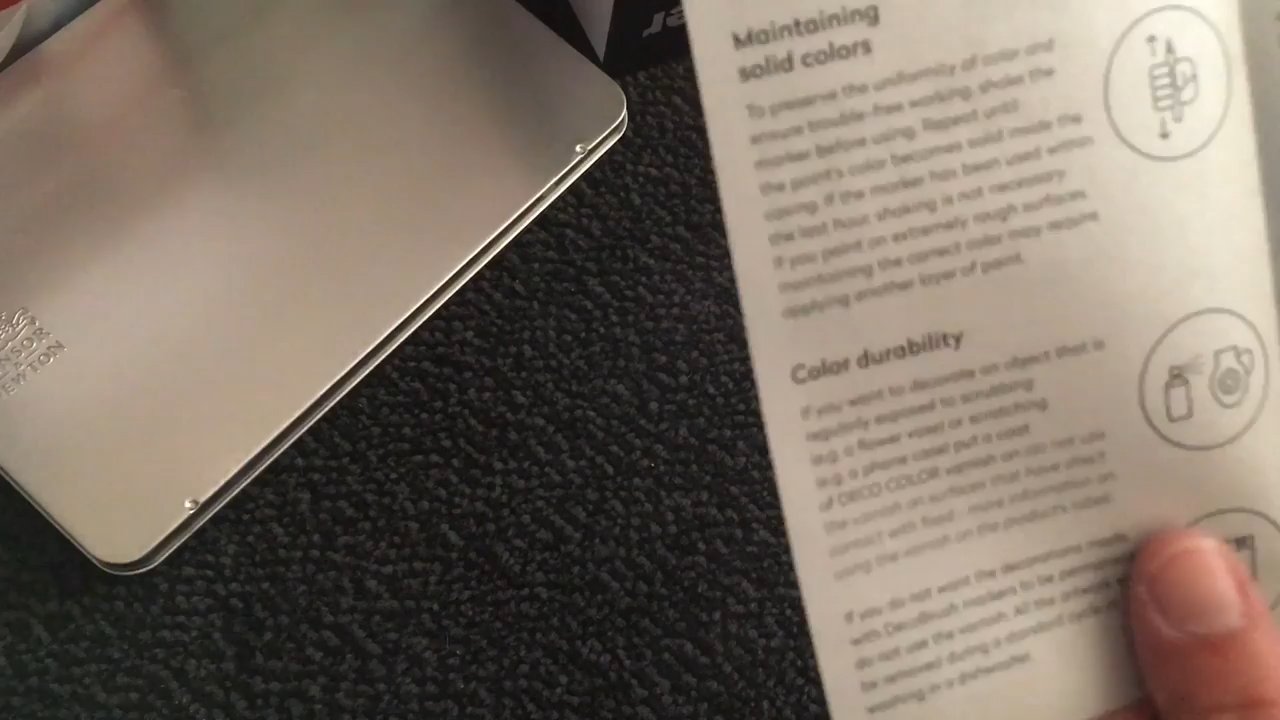 Maintaining
solid colors
To preserve the uniformity of color and
ensure trouble-free working, shake the
marker before using. Repeat until
the paint's color becomes solid inside the
casing. If the marker has been used within
the last hour, shaking is not necessary.
If you paint on extremely rough surfaces,
maintaining the correct color may require
applying another layer of paint.
Color durability
If you want to decorate an object that is
regularly exposed to scrubbing
(e.g. a flower vase) or scratching
(e.g. a phone case) put a coat
of DECO COLOR varnish on (do not use
the varnish on surfaces that have direct
contact with food - more information on
using the varnish on the product's label).
If you do not want the decorations made
with DecoBrush markers to be permanent
do not use the varnish. All the
be removed during a standard cycle
washing in a dishwasher.